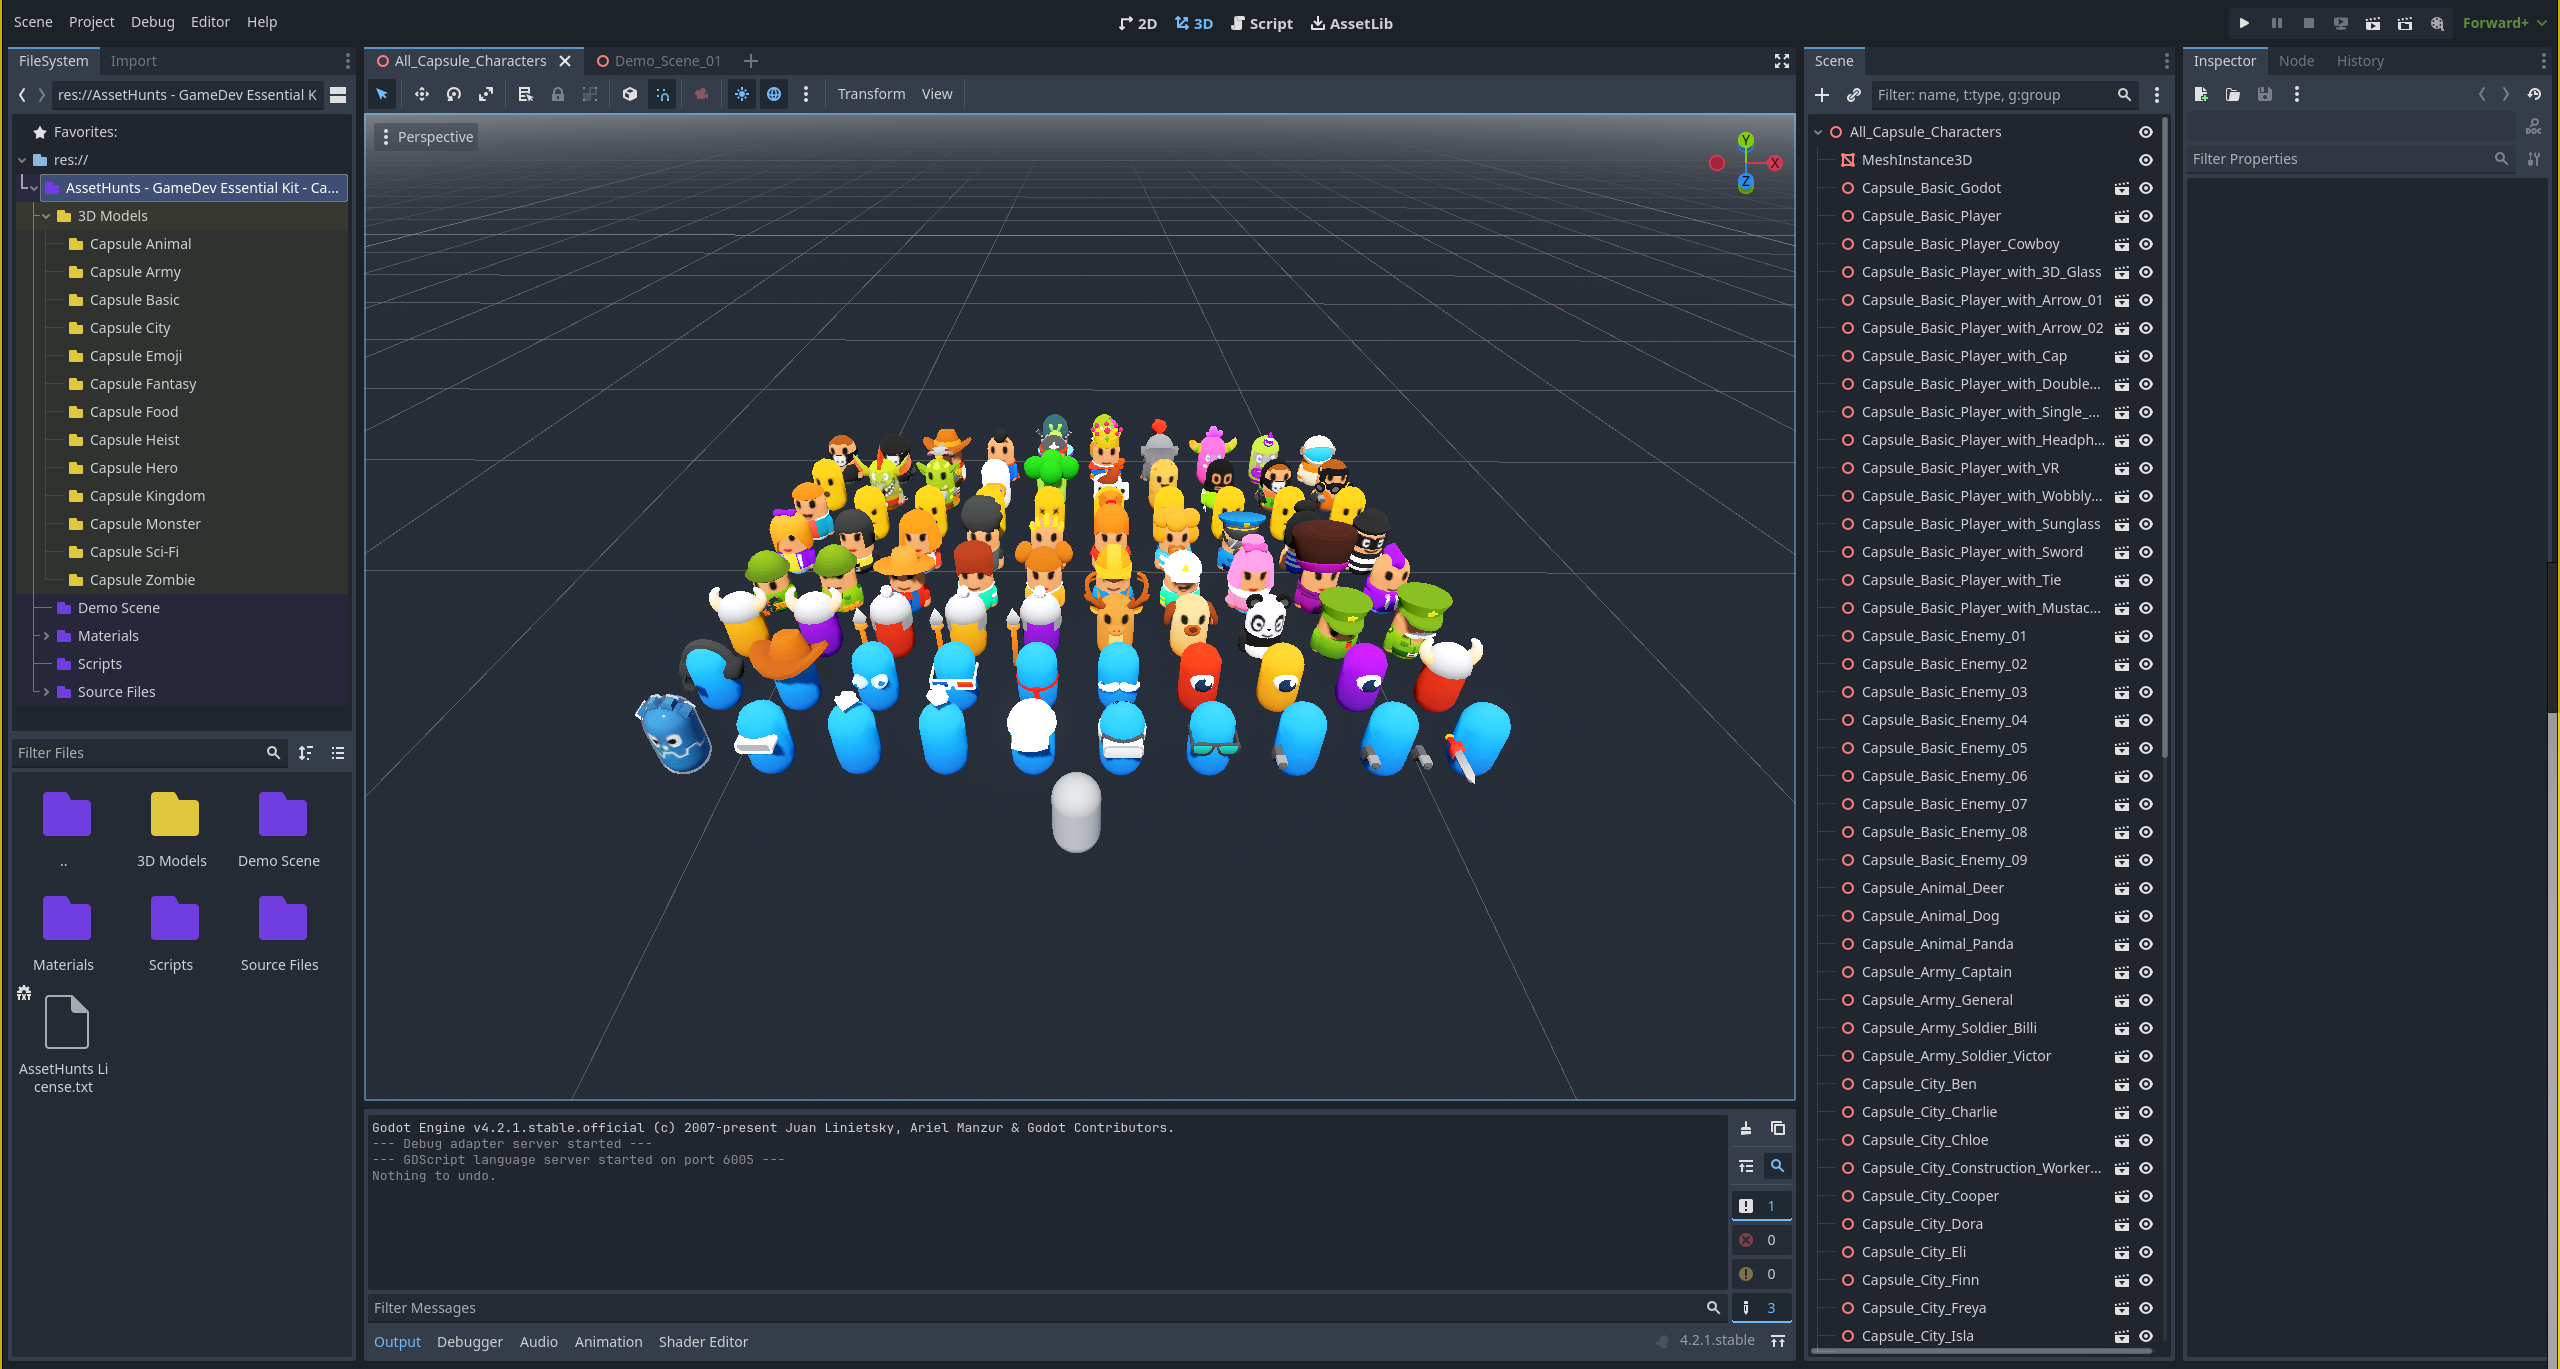 Scene Project Debug Editor Help
2D 3D Script AssetLib
Forward+
FileSystem Import
res://AssetHunts - GameDev Essential K
Favorites:
res://
AssetHunts - GameDev Essential Kit - Ca...
3D Models
Capsule Animal
Capsule Army
Capsule Basic
Capsule City
Capsule Emoji
Capsule Fantasy
Capsule Food
Capsule Heist
Capsule Hero
Capsule Kingdom
Capsule Monster
Capsule Sci-Fi
Capsule Zombie
Demo Scene
Materials
Scripts
Source Files
Filter Files
..
3D Models
Demo Scene
Materials
Scripts
Source Files
TXT
AssetHunts Li
cense.txt
All_Capsule_Characters Demo_Scene_01
Transform View
Perspective
Y
X
Z
Godot Engine v4.2.1.stable.official (c) 2007-present Juan Linietsky, Ariel Manzur & Godot Contributors.
--- Debug adapter server started ---
--- GDScript language server started on port 6005 ---
Nothing to undo.
1
0
0
3
Filter Messages
Output Debugger Audio Animation Shader Editor
4.2.1.stable
Scene
Filter: name, t:type, g:group
All_Capsule_Characters
MeshInstance3D
Capsule_Basic_Godot
Capsule_Basic_Player
Capsule_Basic_Player_Cowboy
Capsule_Basic_Player_with_3D_Glass
Capsule_Basic_Player_with_Arrow_01
Capsule_Basic_Player_with_Arrow_02
Capsule_Basic_Player_with_Cap
Capsule_Basic_Player_with_Double...
Capsule_Basic_Player_with_Single_...
Capsule_Basic_Player_with_Headph...
Capsule_Basic_Player_with_VR
Capsule_Basic_Player_with_Wobbly...
Capsule_Basic_Player_with_Sunglass
Capsule_Basic_Player_with_Sword
Capsule_Basic_Player_with_Tie
Capsule_Basic_Player_with_Mustac...
Capsule_Basic_Enemy_01
Capsule_Basic_Enemy_02
Capsule_Basic_Enemy_03
Capsule_Basic_Enemy_04
Capsule_Basic_Enemy_05
Capsule_Basic_Enemy_06
Capsule_Basic_Enemy_07
Capsule_Basic_Enemy_08
Capsule_Basic_Enemy_09
Capsule_Animal_Deer
Capsule_Animal_Dog
Capsule_Animal_Panda
Capsule_Army_Captain
Capsule_Army_General
Capsule_Army_Soldier_Billi
Capsule_Army_Soldier_Victor
Capsule_City_Ben
Capsule_City_Charlie
Capsule_City_Chloe
Capsule_City_Construction_Worker...
Capsule_City_Cooper
Capsule_City_Dora
Capsule_City_Eli
Capsule_City_Finn
Capsule_City_Freya
Capsule_City_Isla
Inspector Node History
DOC
Filter Properties